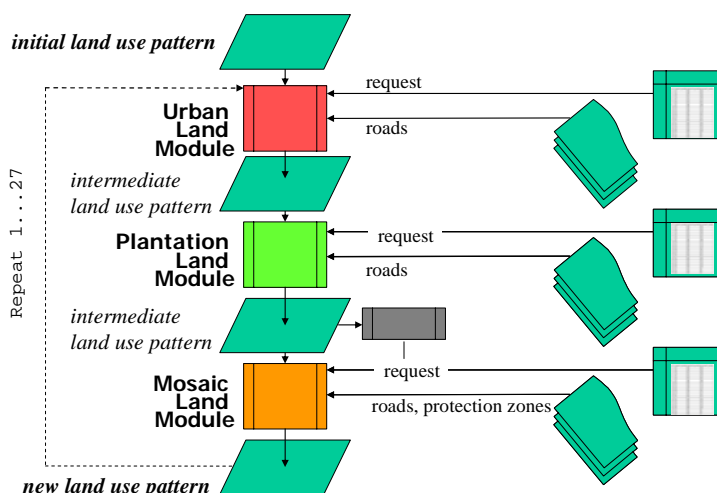 initial land use pattern
request
Urban
Land
Module
roads
intermediate
land use pattern
Repeat 1...27
request
Plantation
Land
Module
roads
intermediate
land use pattern
request
Mosaic
Land
Module
roads, protection zones
new land use pattern